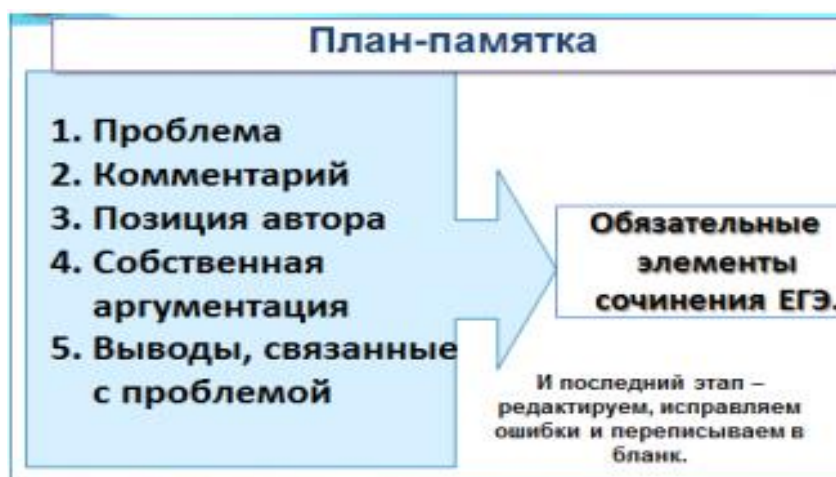 План-памятка
1. Проблема
2. Комментарий
3. Позиция автора
4. Собственная
аргументация
5. Выводы, связанные
с проблемой
Обязательные
элементы
сочинения ЕГЭ.
И последний этап –
редактируем, исправляем
ошибки и переписываем в
бланк.